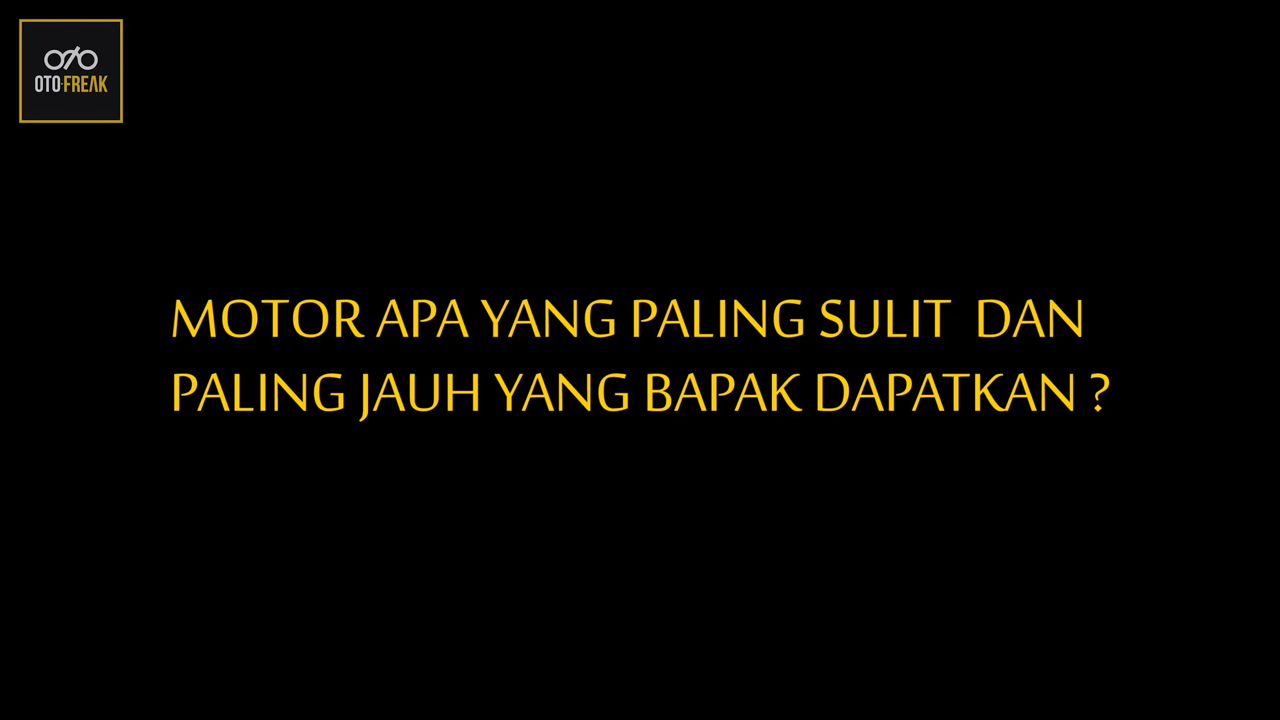 OTO·FREAK
MOTOR APA YANG PALING SULIT DAN
PALING JAUH YANG BAPAK DAPATKAN ?